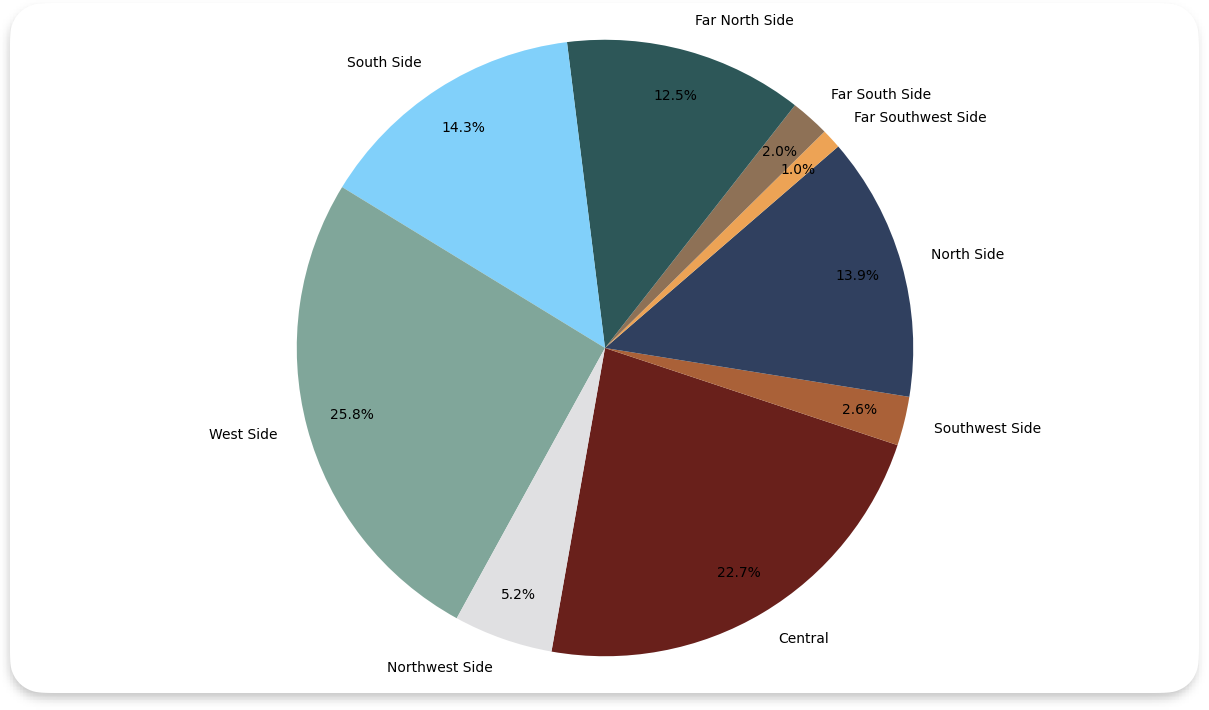 Far North Side
South Side
Far South Side
12.5%
Far Southwest Side
14.3%
2.0%
1.0%
North Side
13.9%
2.6%
25.8%
Southwest Side
West Side
22.7%
5.2%
Central
Northwest Side